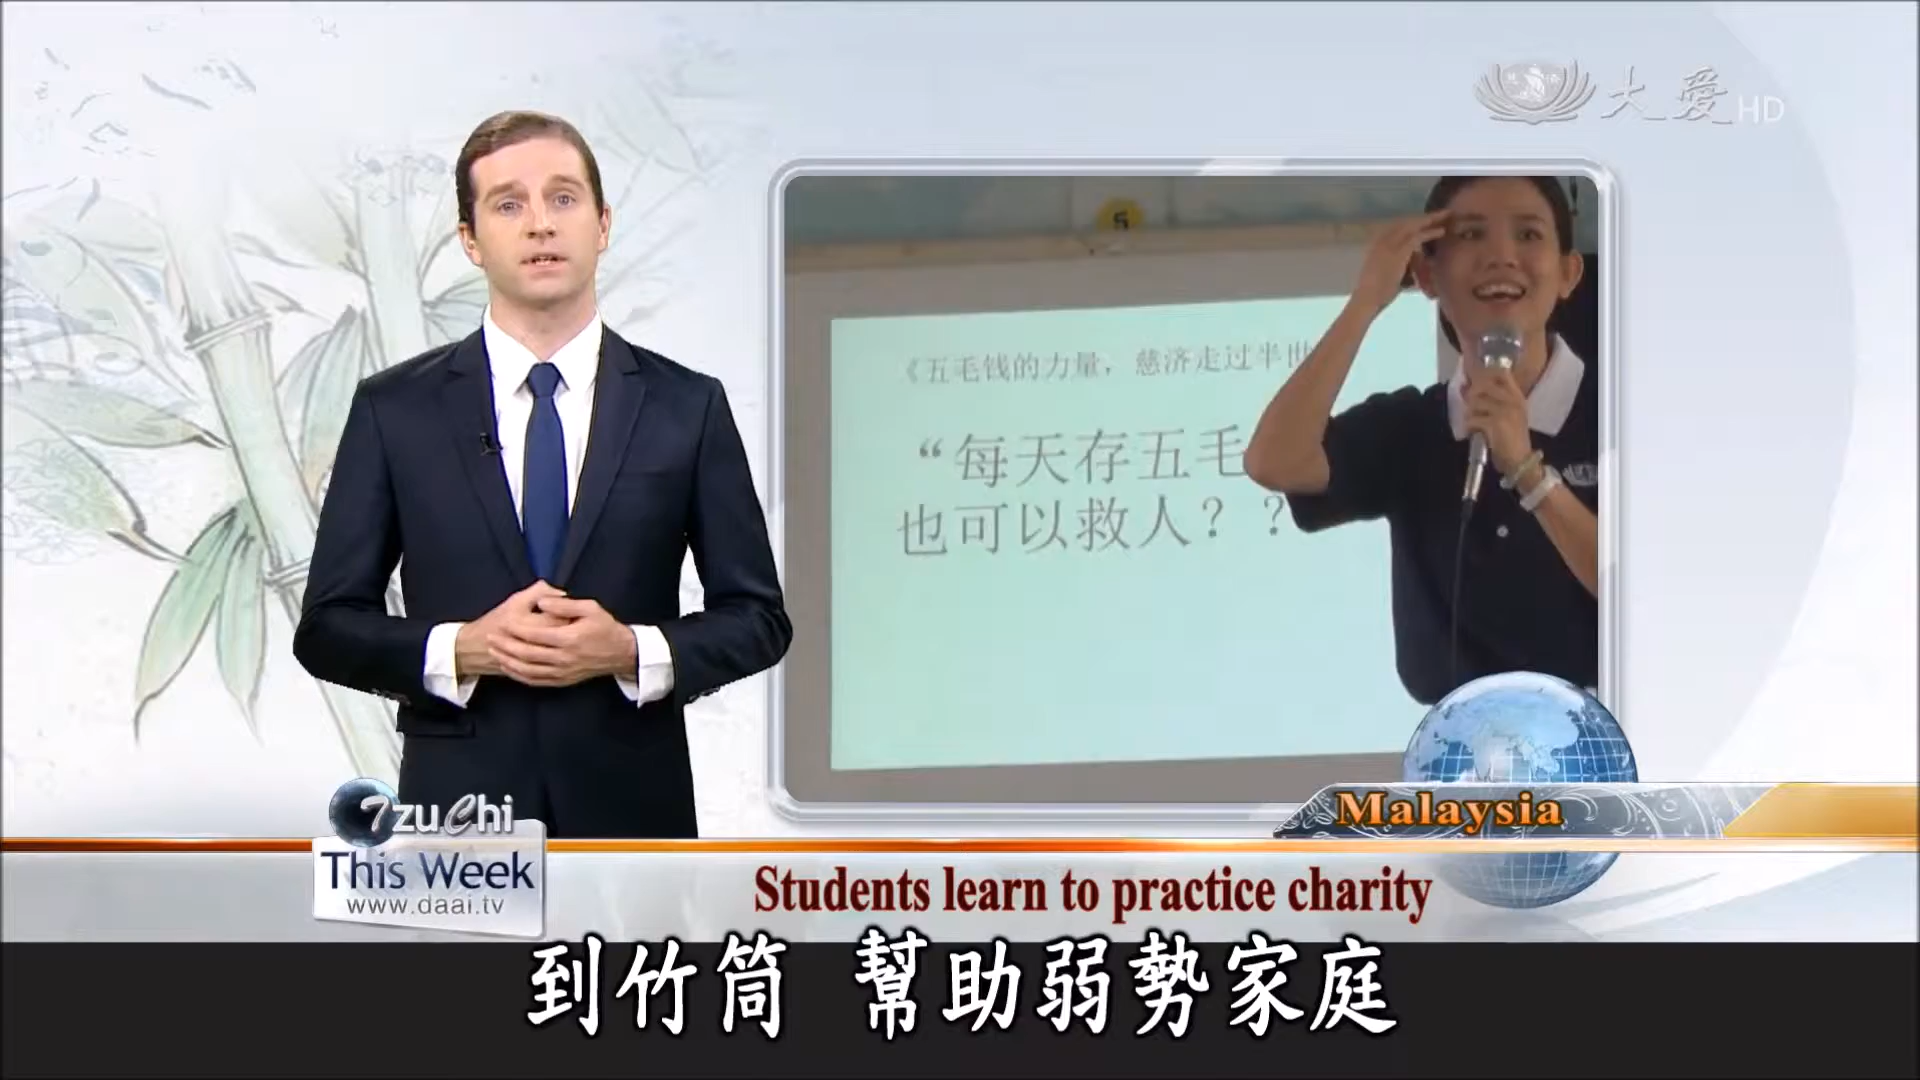 大愛HD
5
《五毛钱的力量，慈济走过半世
“每天存五毛
也可以救人？？
Malaysia
Tzu Chi
This Week
www.daai.tv
Students learn to practice charity
到竹筒 幫助弱勢家庭